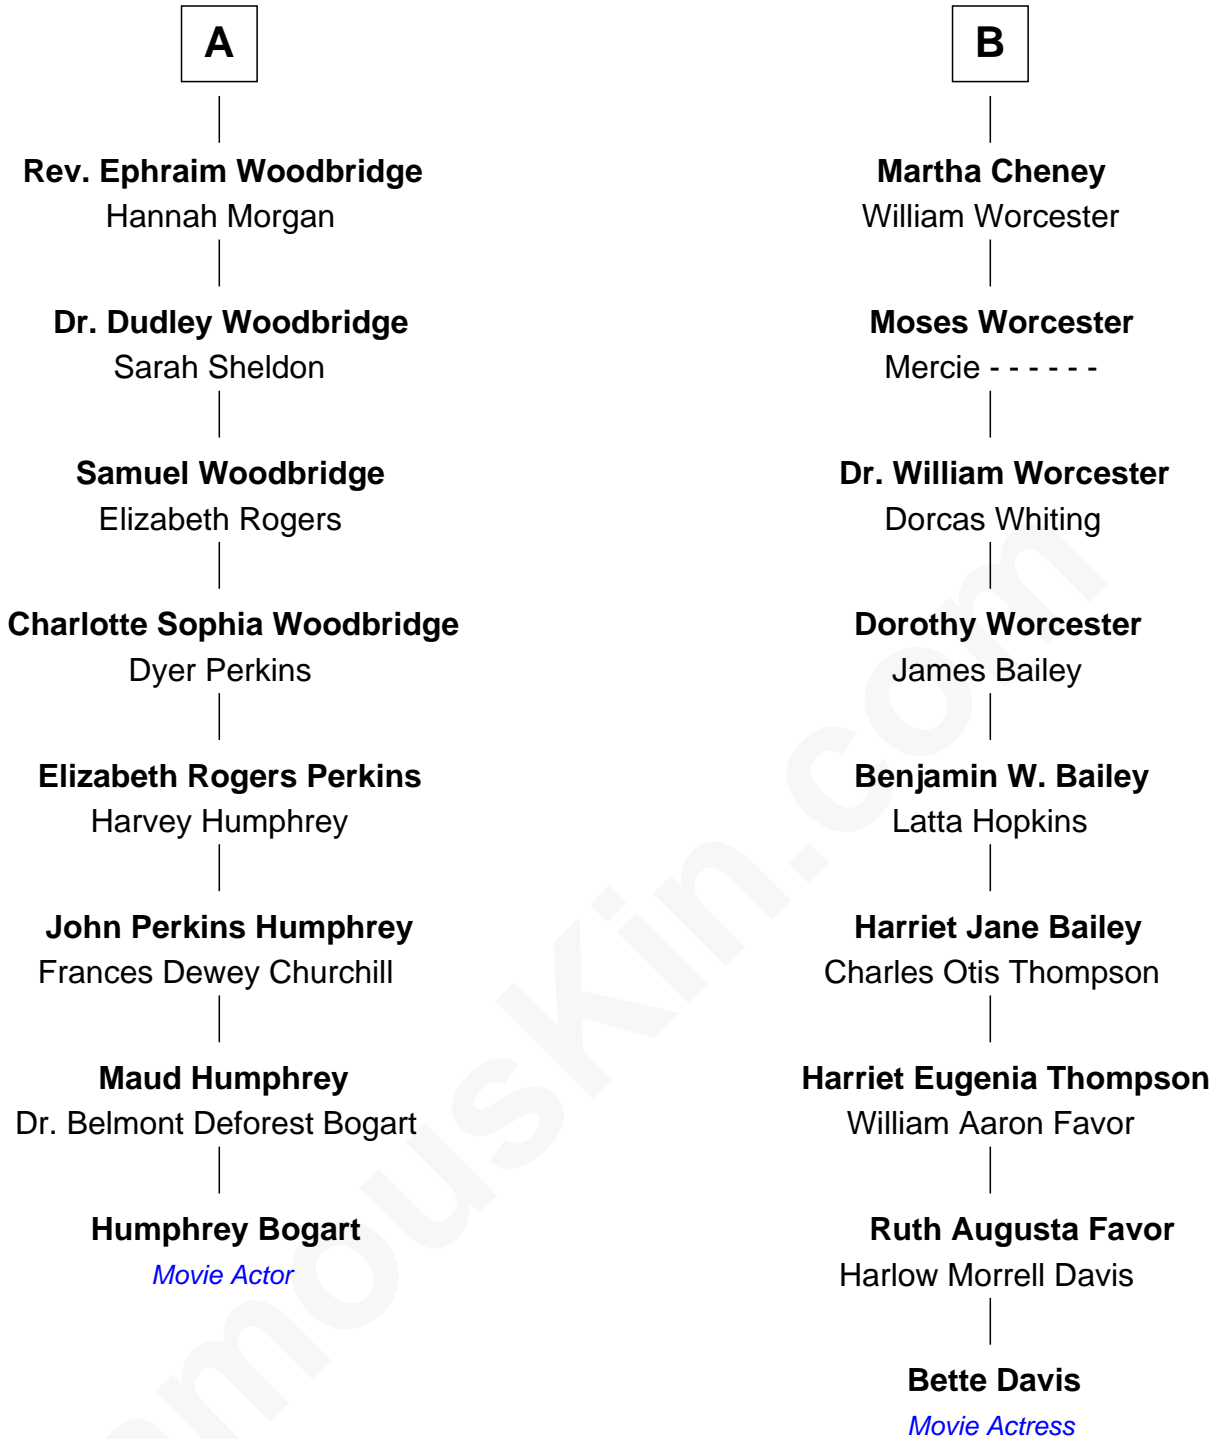 A
Rev. Ephraim Woodbridge
Hannah Morgan
Dr. Dudley Woodbridge
Sarah Sheldon
Samuel Woodbridge
Elizabeth Rogers
Charlotte Sophia Woodbridge
Dyer Perkins
Elizabeth Rogers Perkins
Harvey Humphrey
John Perkins Humphrey
Frances Dewey Churchill
Maud Humphrey
Dr. Belmont Deforest Bogart
Humphrey Bogart
Movie Actor
B
Martha Cheney
William Worcester
Moses Worcester
Mercie - - - - - -
Dr. William Worcester
Dorcas Whiting
Dorothy Worcester
James Bailey
Benjamin W. Bailey
Latta Hopkins
Harriet Jane Bailey
Charles Otis Thompson
Harriet Eugenia Thompson
William Aaron Favor
Ruth Augusta Favor
Harlow Morrell Davis
Bette Davis
Movie Actress
mousKin.com